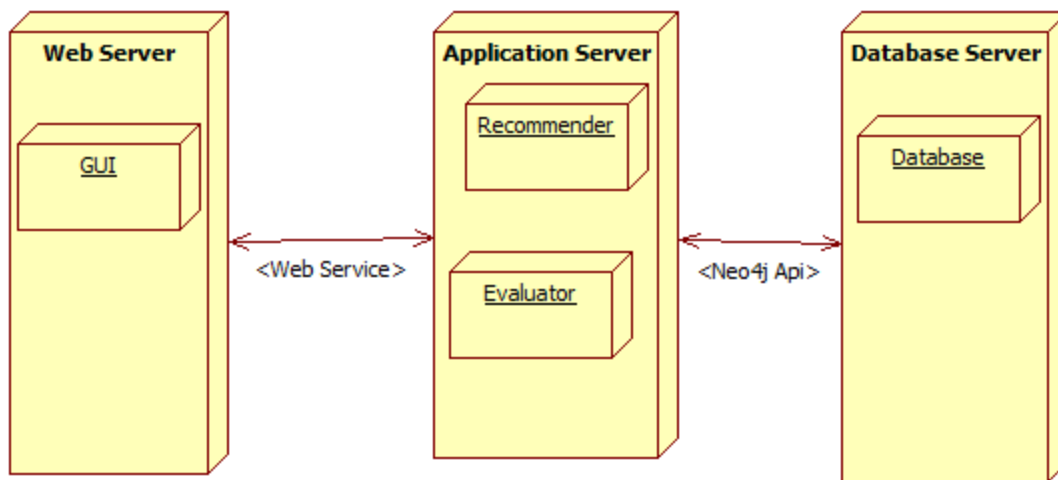 Web Server
GUI
<Web Service>
Application Server
Recommender
Evaluator
<Neo4j Api>
Database Server
Database